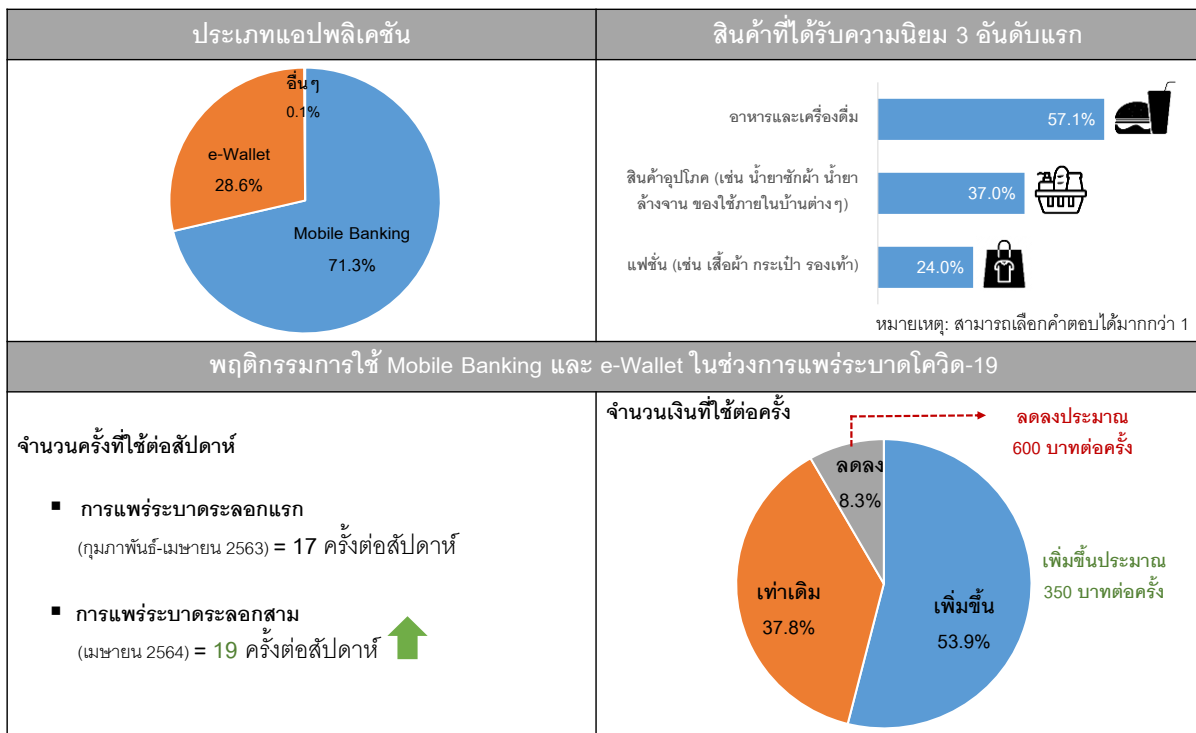 ประเภทแอปพลิเคชัน
อื่นๆ
0.1%
e-Wallet
28.6%
Mobile Banking
71.3%
สินค้าที่ได้รับความนิยม 3 อันดับแรก
อาหารและเครื่องดื่ม
57.1%
สินค้าอุปโภค (เช่น น้ำยาซักผ้า น้ำยา
ล้างจาน ของใช้ภายในบ้านต่างๆ)
37.0%
แฟชั่น (เช่น เสื้อผ้า กระเป๋า รองเท้า)
24.0%
หมายเหตุ: สามารถเลือกคำตอบได้มากกว่า 1
พฤติกรรมการใช้ Mobile Banking และ e-Wallet ในช่วงการแพร่ระบาดโควิด-19
จำนวนครั้งที่ใช้ต่อสัปดาห์
▪ การแพร่ระบาดระลอกแรก
(กุมภาพันธ์-เมษายน 2563) = 17 ครั้งต่อสัปดาห์
▪ การแพร่ระบาดระลอกสาม
(เมษายน 2564) = 19 ครั้งต่อสัปดาห์
จำนวนเงินที่ใช้ต่อครั้ง
ลดลงประมาณ
600 บาทต่อครั้ง
ลดลง
8.3%
เพิ่มขึ้นประมาณ
350 บาทต่อครั้ง
เท่าเดิม
37.8%
เพิ่มขึ้น
53.9%